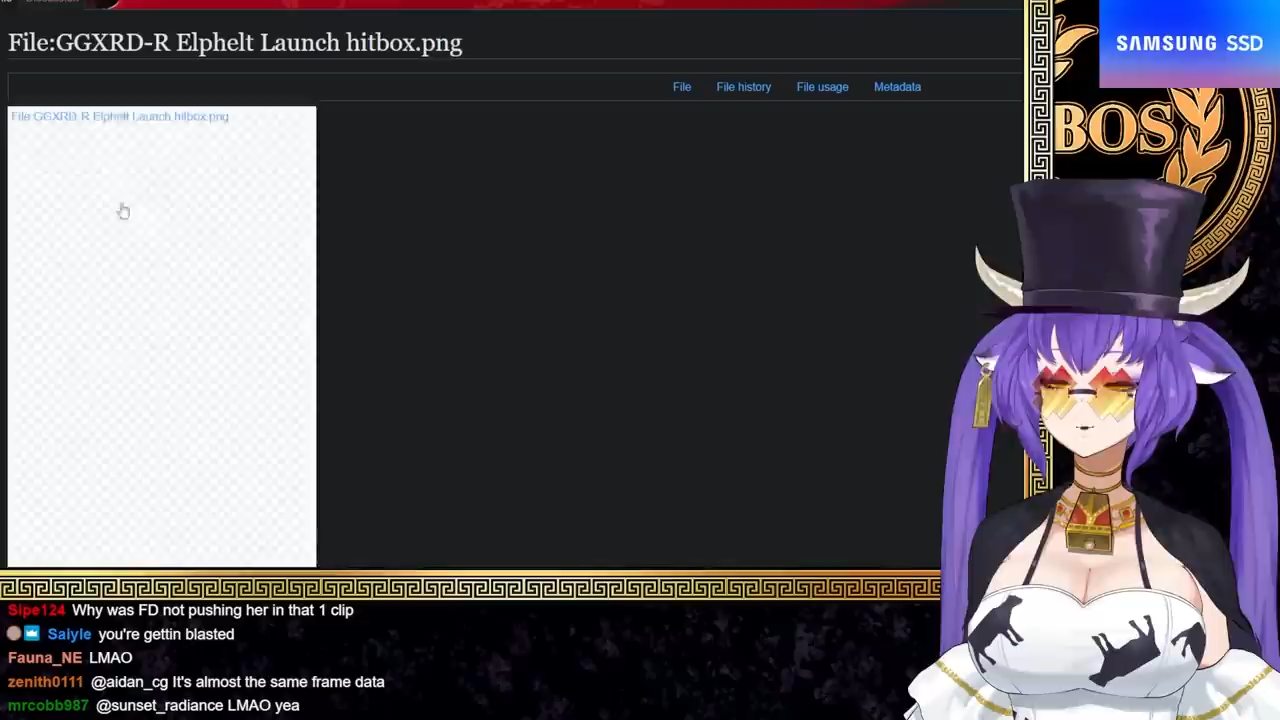 SAMSUNG SSD
File:GGXRD-R Elphelt Launch hitbox.png
File File history File usage Metadata
File:GGXRD-R Elphelt Launch hitbox.png
BOS
Sipe124 Why was FD not pushing her in that 1 clip
Saiyle you're gettin blasted
Fauna_NE LMAO
zenith0111 @aidan_cg It's almost the same frame data
mrcobb987 @sunset_radiance LMAO yea